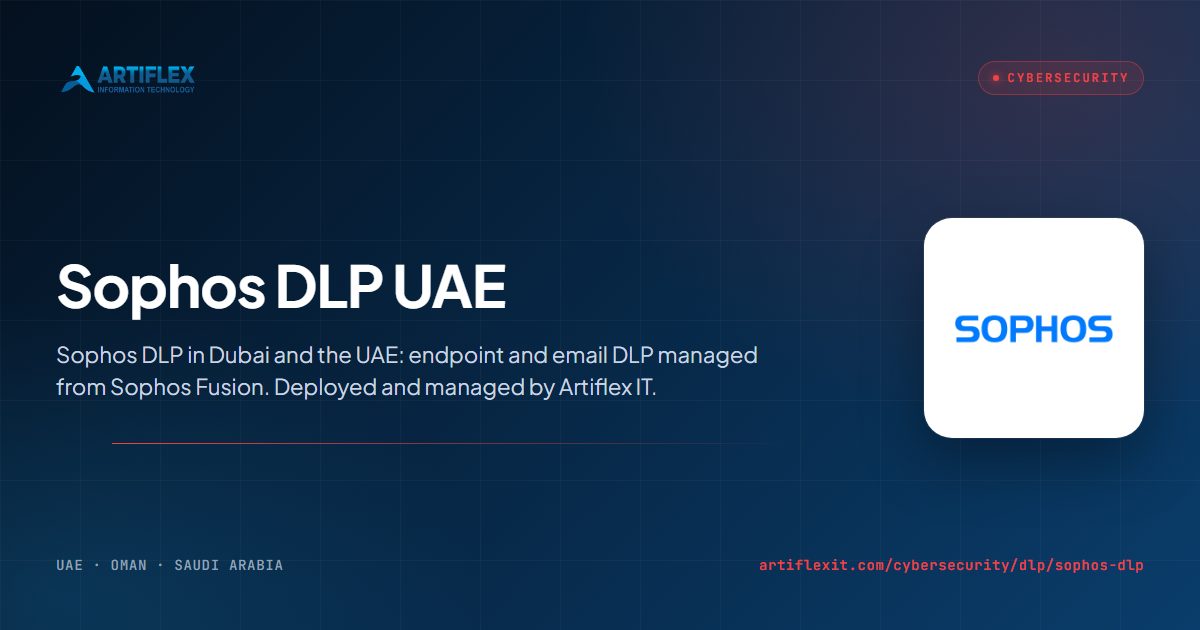 ARTIFLEX
INFORMATION TECHNOLOGY
CYBERSECURITY
Sophos DLP UAE
Sophos DLP in Dubai and the UAE: endpoint and email DLP managed
from Sophos Fusion. Deployed and managed by Artiflex IT.
SOPHOS
UAE · OMAN · SAUDI ARABIA
artiflexit.com/cybersecurity/dlp/sophos-dlp